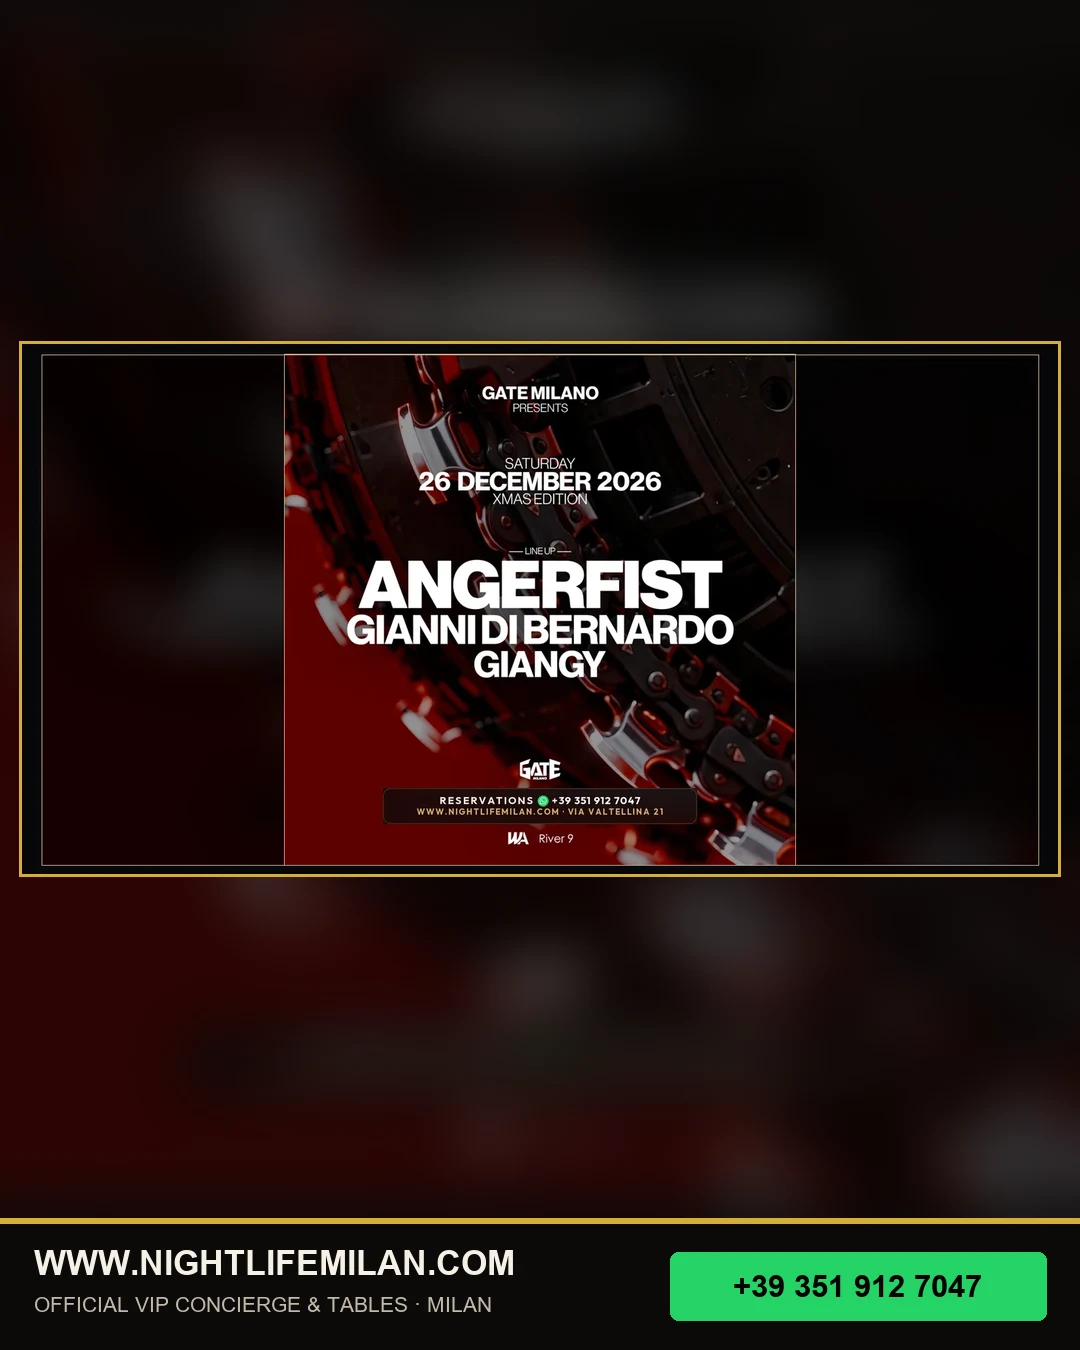 GATE MILANO
PRESENTS
SATURDAY
26 DECEMBER 2026
XMAS EDITION
LINE UP
ANGERFIST
GIANNI DI BERNARDO
GIANGY
GATE
MILANO
RESERVATIONS +39 351 912 7047
WWW.NIGHTLIFEMILAN.COM · VIA VALTELLINA 21
WA River 9
WWW.NIGHTLIFEMILAN.COM
OFFICIAL VIP CONCIERGE & TABLES · MILAN
+39 351 912 7047